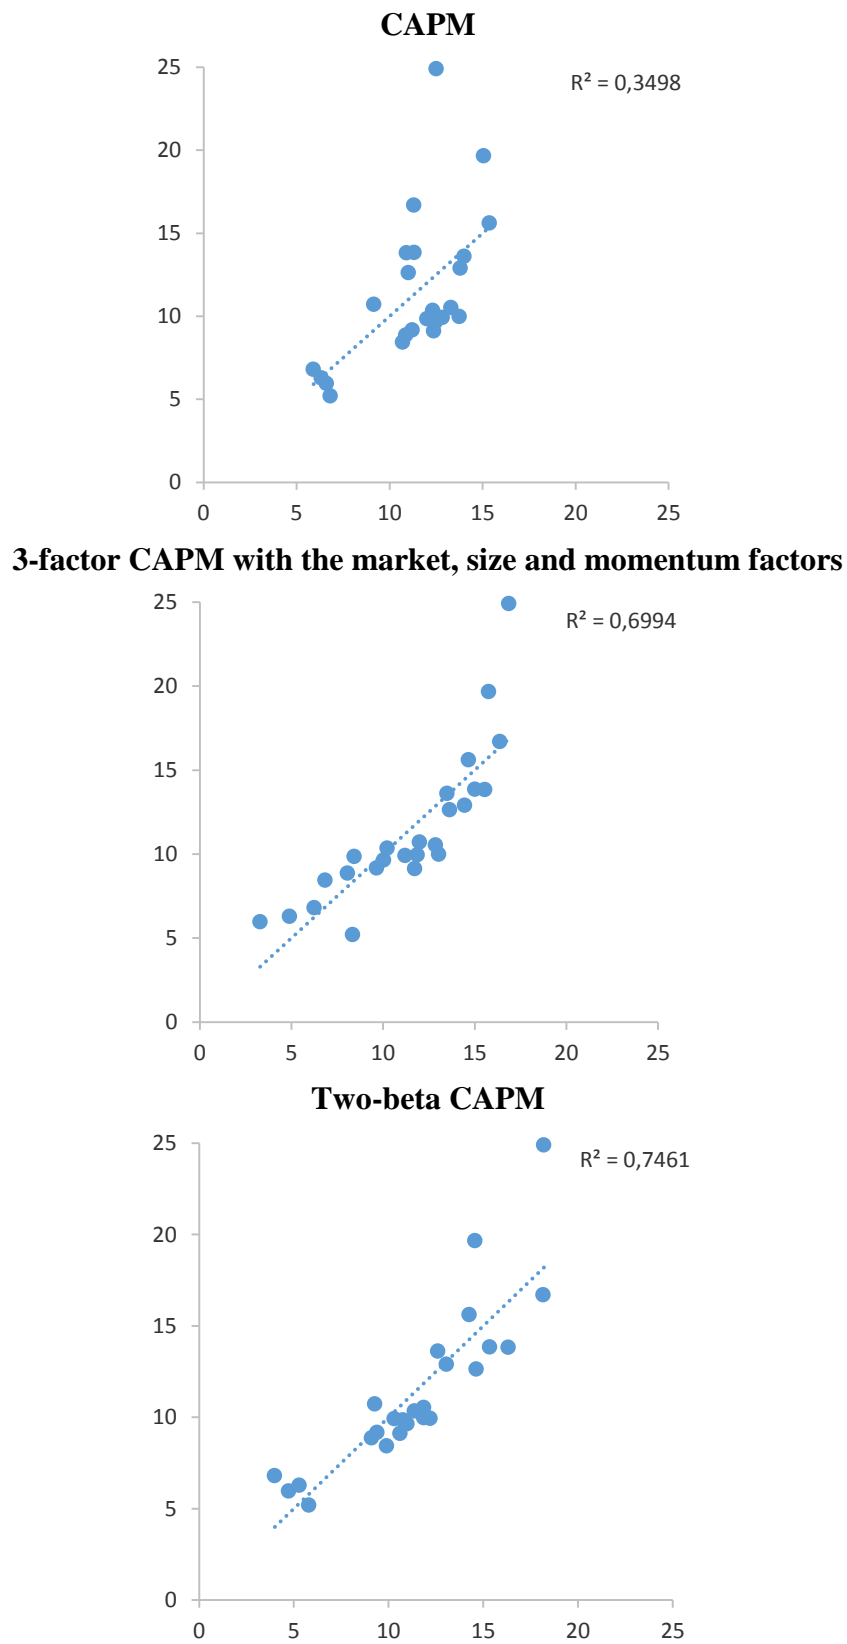 CAPM
R² = 0,3498
25
20
15
10
5
0
0 5 10 15 20 25
3-factor CAPM with the market, size and momentum factors
R² = 0,6994
25
20
15
10
5
0
0 5 10 15 20 25
Two-beta CAPM
R² = 0,7461
25
20
15
10
5
0
0 5 10 15 20 25